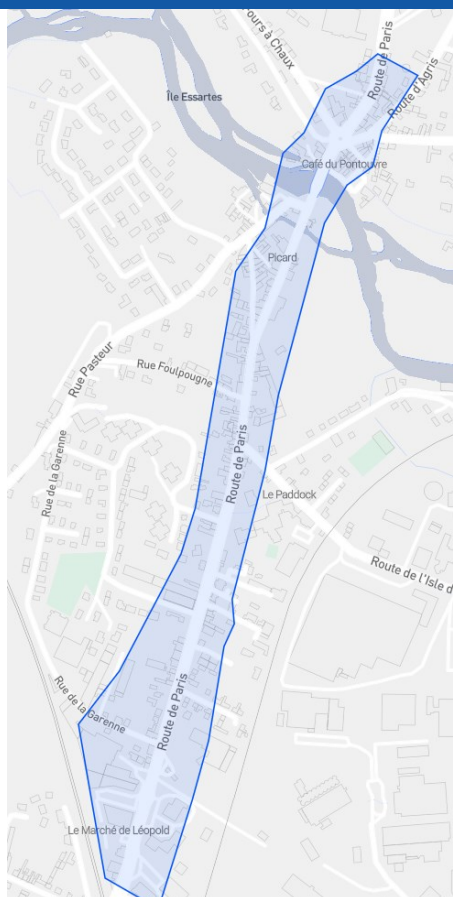 ours à Chaux
Route de Paris
Route d'Agris
Île Essartes
Café du Pontouvre
Picard
Rue Pasteur
Rue Foulpougne
Route de Paris
Rue de la Garenne
Le Paddock
Route de l'Isle d
Rue de la Garenne
Route de Paris
Le Marché de Léopold